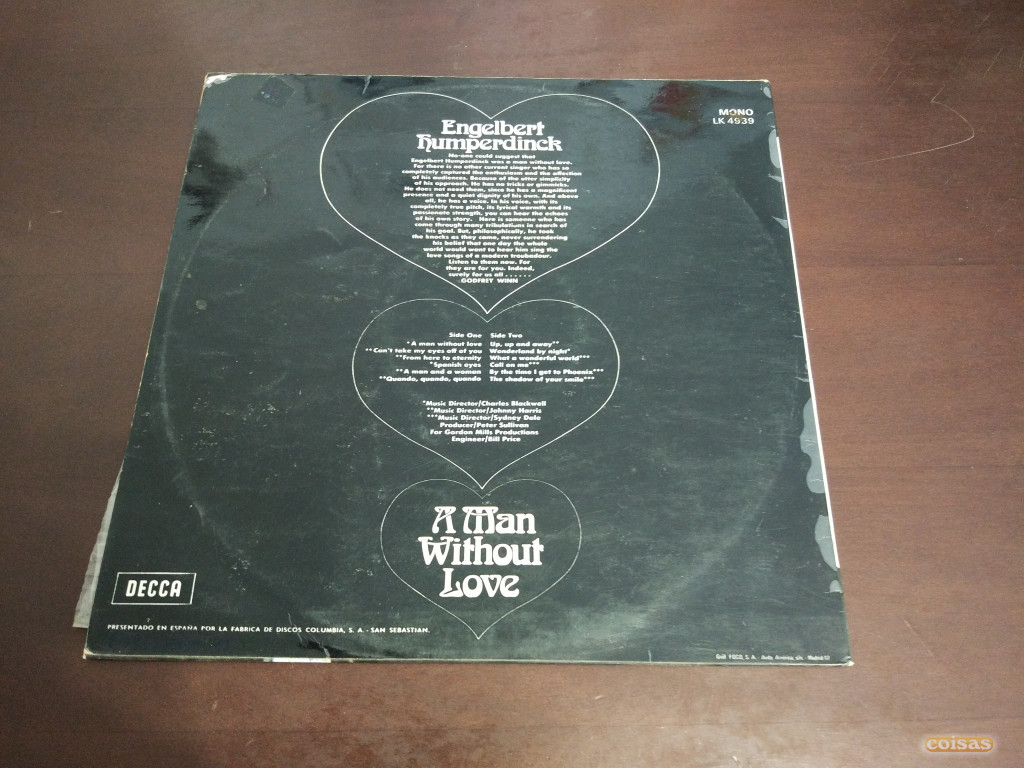 MONO
LK 4939
Engelbert
Humperdinck
No-one could suggest that
Engelbert Humperdinck was a man without love.
For there is no other current singer who has so
completely captured the enthusiasm and the affection
of his audiences. Because of the utter simplicity
of his approach. He has no tricks or gimmicks.
He does not need them, since he has a magnificent
presence and a quiet dignity of his own. And above
all, he has a voice. In his voice, with its
completely true pitch, its lyrical warmth and its
passionate strength, you can hear the echoes
of his own story. Here is someone who has
come through many tribulations in search of
his goal. But, philosophically, he took
the knocks as they came, never surrendering
his belief that one day the whole
world would want to hear him sing the
love songs of a modern troubadour.
Listen to them now. For
they are for you. Indeed,
surely for us all ......
GODFREY WINN
Side One Side Two
*A man without love Up, up and away**
**Can't take my eyes off of you Wonderland by night*
**From here to eternity What a wonderful world***
Spanish eyes Call on me***
**A man and a woman By the time I get to Phoenix***
**Quando, quando, quando The shadow of your smile***
*Music Director/Charles Blackwell
**Music Director/Johnny Harris
***Music Director/Sydney Dale
Producer/Peter Sullivan
For Gordon Mills Productions
Engineer/Bill Price
A Man
Without
Love
DECCA
PRESENTADO EN ESPAÑA POR LA FABRICA DE DISCOS COLUMBIA, S. A. - SAN SEBASTIAN.
coisas